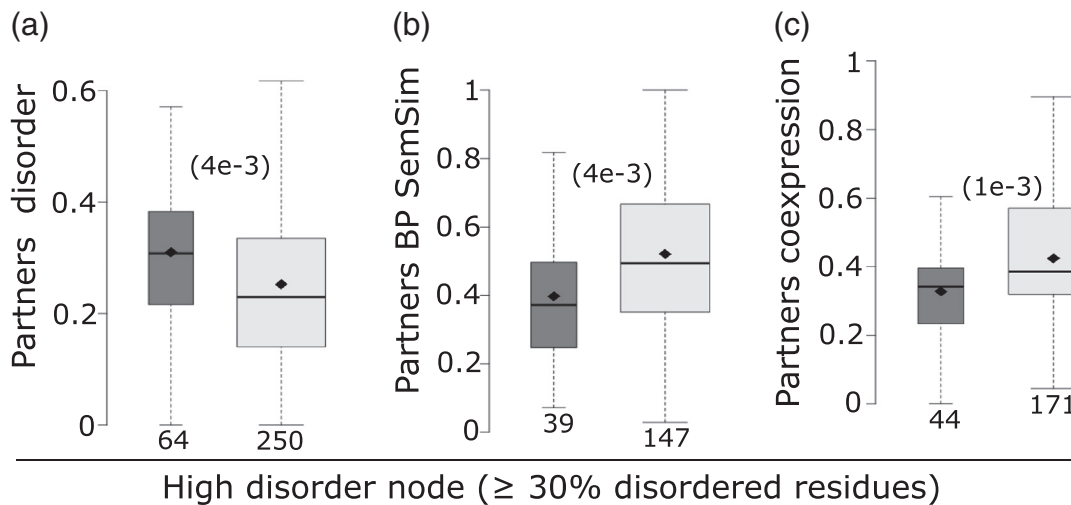 (a)
Partners disorder
0.6
0.4
0.2
0
(4e-3)
64
250
(b)
Partners BP SemSim
1
0.8
0.6
0.4
0.2
0
(4e-3)
39
147
(c)
Partners coexpression
1
0.8
0.6
0.4
0.2
0
(1e-3)
44
171
High disorder node (≥ 30% disordered residues)